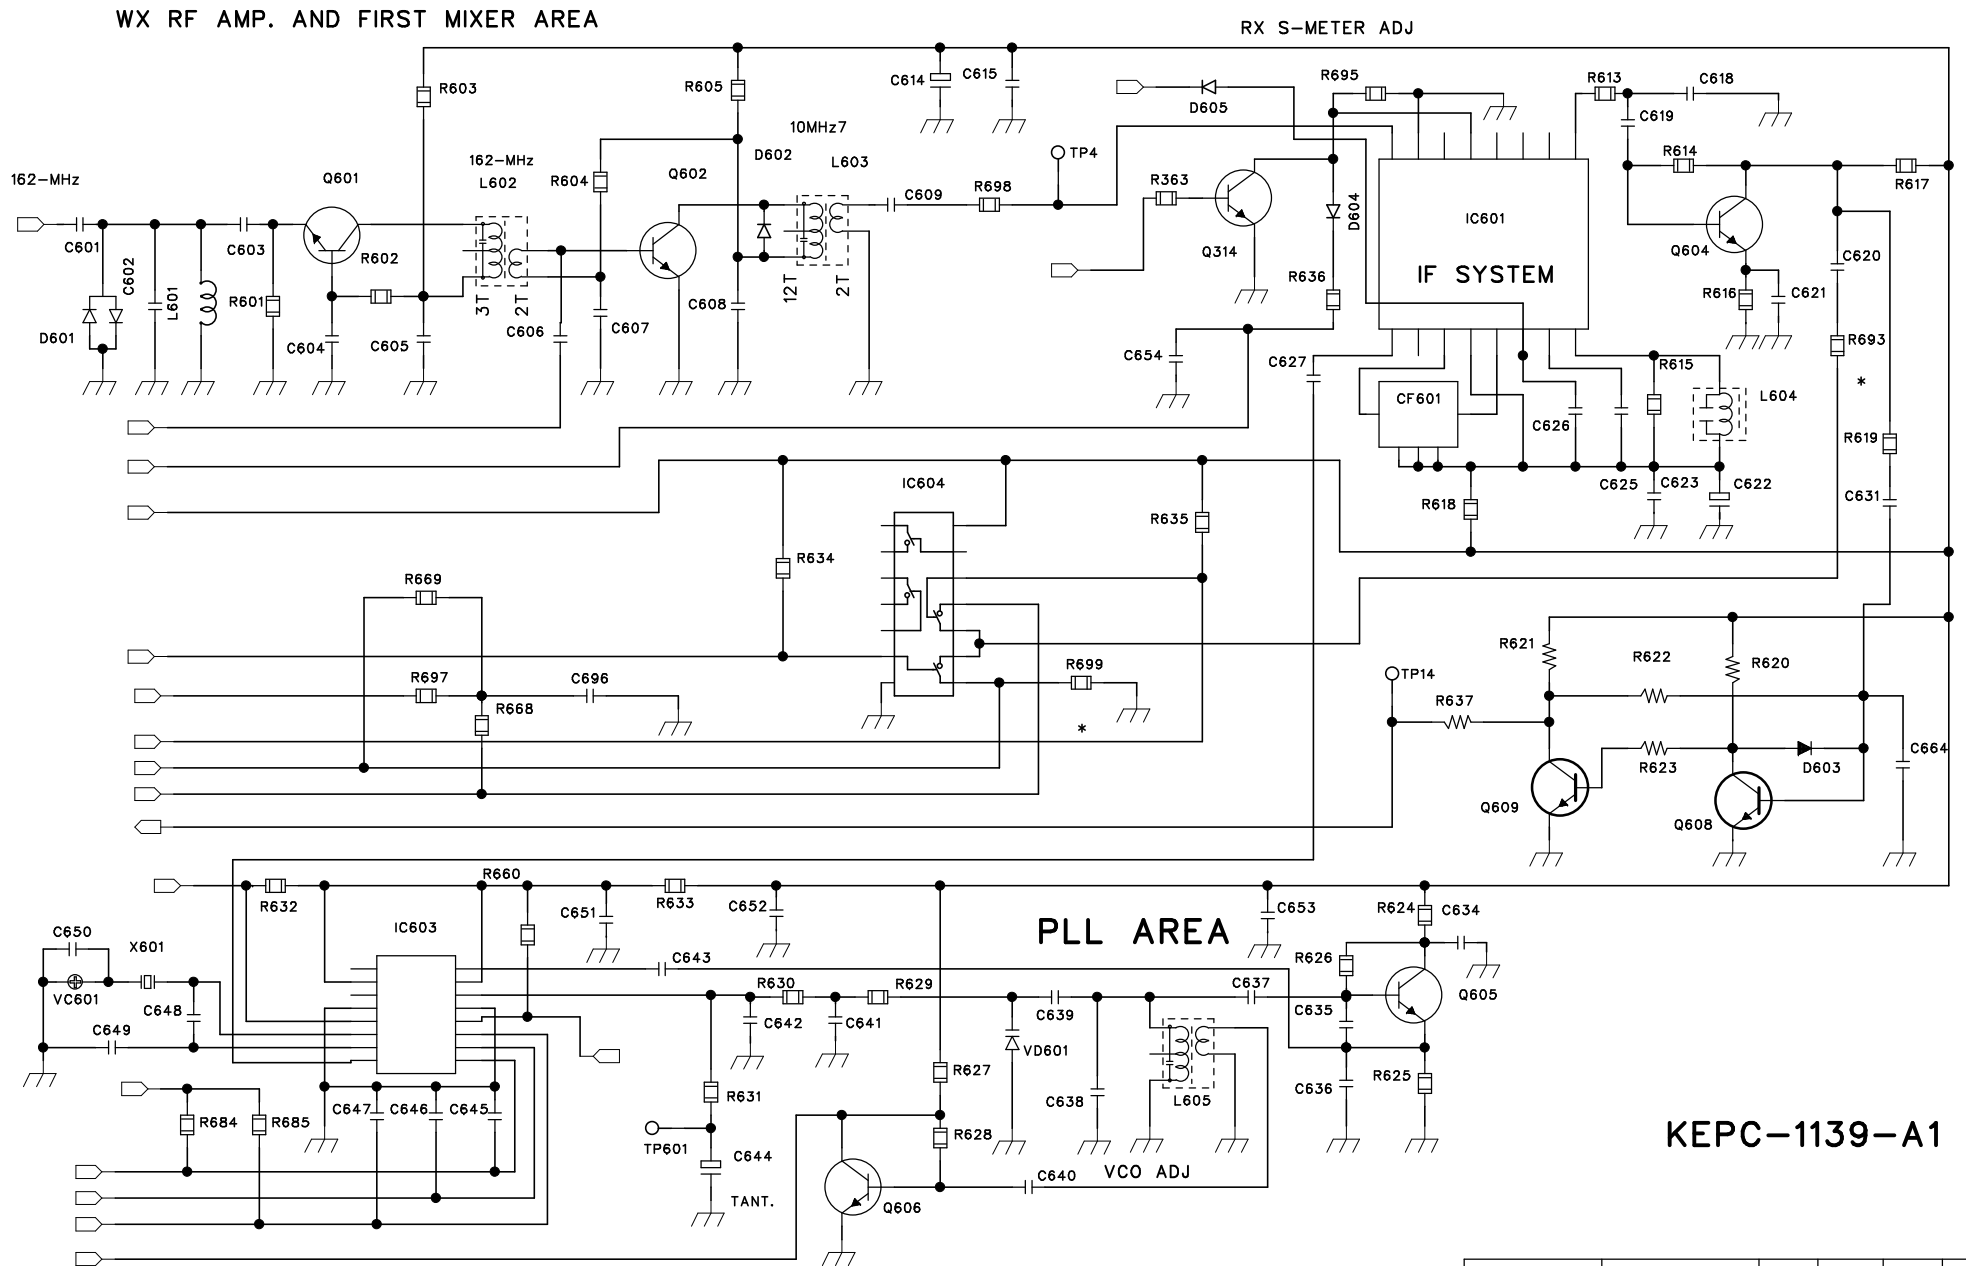 WX RF AMP. AND FIRST MIXER AREA
RX S-METER ADJ
R603
R605
C614
C615
D605
R695
R613
C618
C619
10MHz7
D602
L603
TP4
R614
R617
162-MHz
Q601
162-MHz
L602
R604
Q602
C609
R698
R363
D604
IC601
C601
C602
C603
R602
Q314
Q604
C620
L601
R601
R636
IF SYSTEM
R616
C621
D601
C604
C605
3T
2T
C606
C607
C608
12T
2T
C654
C627
R615
R693
*
CF601
L604
C626
R619
IC604
R618
C625
C623
C622
C631
R635
R634
R669
R621
R622
R620
R697
C696
R699
TP14
R668
R637
*
R623
D603
C664
Q609
Q608
R660
R632
C651
R633
C652
C653
R624
C634
PLL AREA
C650
X601
IC603
C643
R626
VC601
R630
R629
C637
Q605
C648
C649
C642
C641
C639
C635
VD601
R627
C636
R625
R684
R685
C647
C646
C645
R631
C638
L605
R628
TP601
C644
VCO ADJ
KEPC-1139-A1
C640
TANT.
Q606